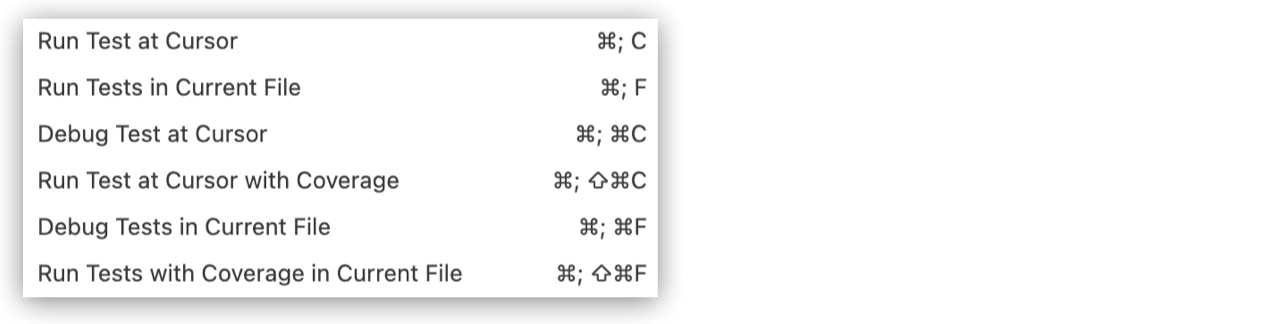 Run Test at Cursor ⌘; C
Run Tests in Current File ⌘; F
Debug Test at Cursor ⌘; ⌘C
Run Test at Cursor with Coverage ⌘; ⇧⌘C
Debug Tests in Current File ⌘; ⌘F
Run Tests with Coverage in Current File ⌘; ⇧⌘F